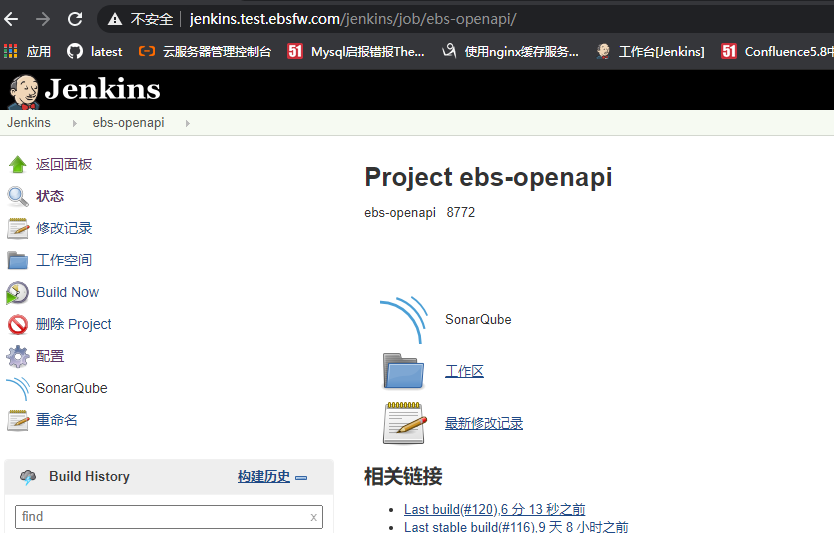 不安全 jenkins.test.ebsfw.com/jenkins/job/ebs-openapi/
应用 latest 云服务器管理控制台 51 Mysql启报错报The... 使用nginx缓存服务... 工作台[Jenkins] 51 Confluence5.8中
Jenkins
Jenkins ebs-openapi
返回面板
状态
修改记录
工作空间
Build Now
删除 Project
配置
SonarQube
重命名
Build History 构建历史
find x
Project ebs-openapi
ebs-openapi 8772
SonarQube
工作区
最新修改记录
相关链接
Last build(#120),6 分 13 秒之前
Last stable build(#116),9 天 8 小时之前